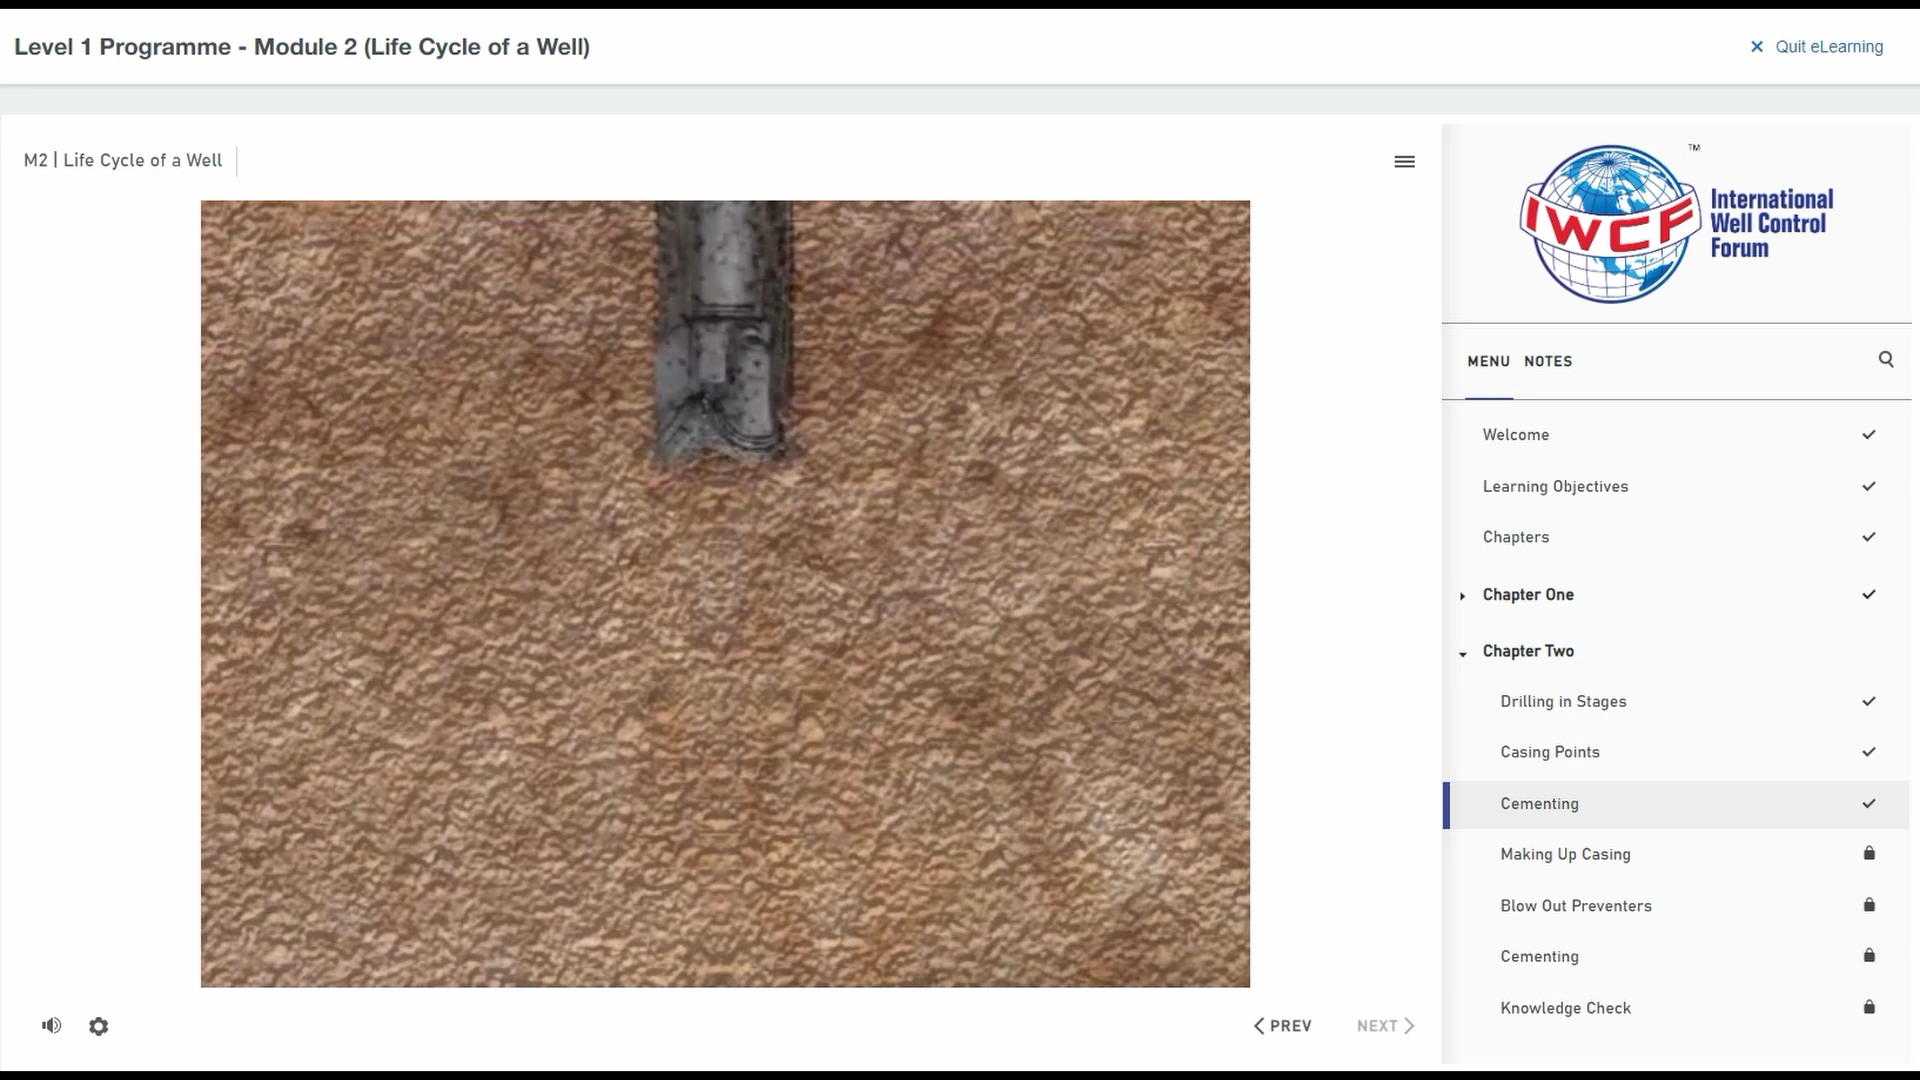 Level 1 Programme - Module 2 (Life Cycle of a Well)
Quit eLearning
M2 | Life Cycle of a Well
TM
IWCF
International
Well Control
Forum
MENU NOTES
Welcome
Learning Objectives
Chapters
Chapter One
Chapter Two
Drilling in Stages
Casing Points
Cementing
Making Up Casing
Blow Out Preventers
Cementing
Knowledge Check
PREV NEXT